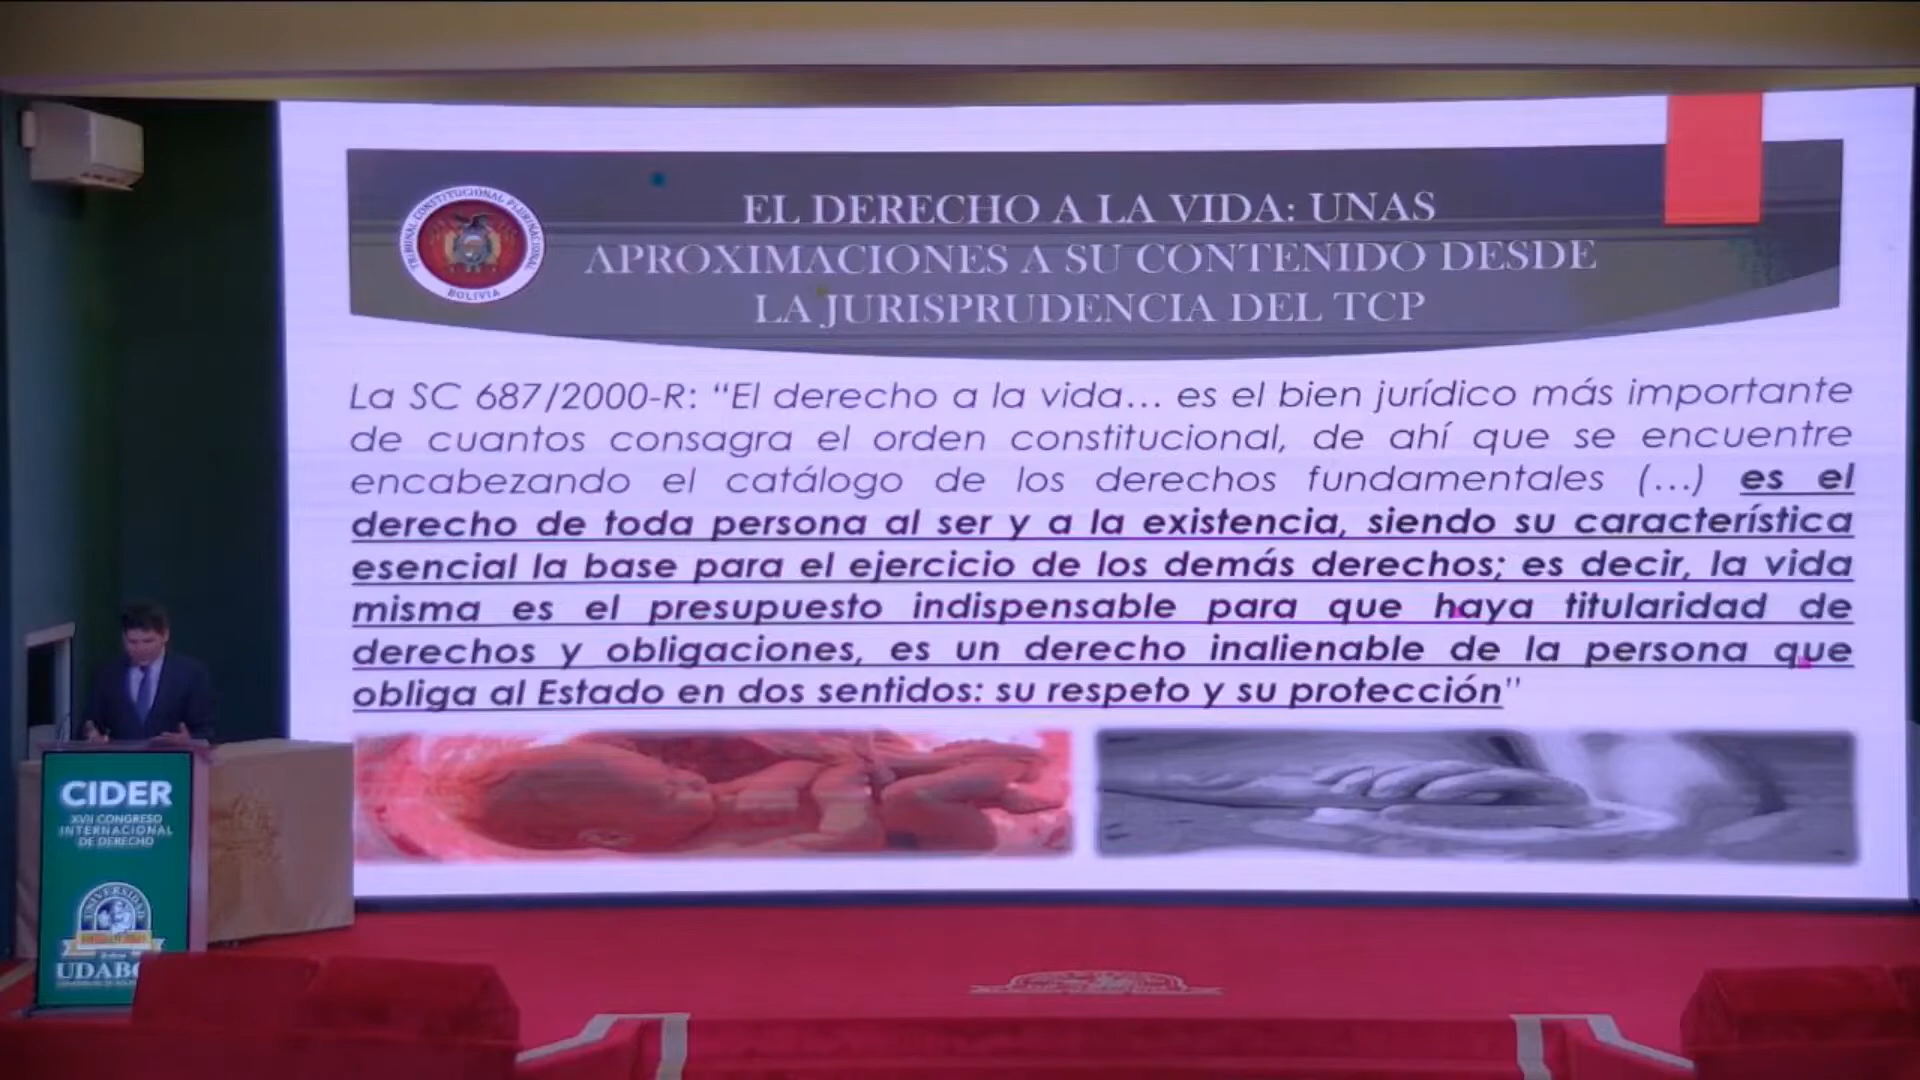 TRIBUNAL CONSTITUCIONAL PLURINACIONAL
BOLIVIA
EL DERECHO A LA VIDA: UNAS
APROXIMACIONES A SU CONTENIDO DESDE
LA JURISPRUDENCIA DEL TCP
La SC 687/2000-R: “El derecho a la vida... es el bien jurídico más importante
de cuantos consagra el orden constitucional, de ahí que se encuentre
encabezando el catálogo de los derechos fundamentales (...) es el
derecho de toda persona al ser y a la existencia, siendo su característica
esencial la base para el ejercicio de los demás derechos; es decir, la vida
misma es el presupuesto indispensable para que haya titularidad de
derechos y obligaciones, es un derecho inalienable de la persona que
obliga al Estado en dos sentidos: su respeto y su protección”
CIDER
XVII CONGRESO
INTERNACIONAL
DE DERECHO
UNIVERSIDAD
UDABO